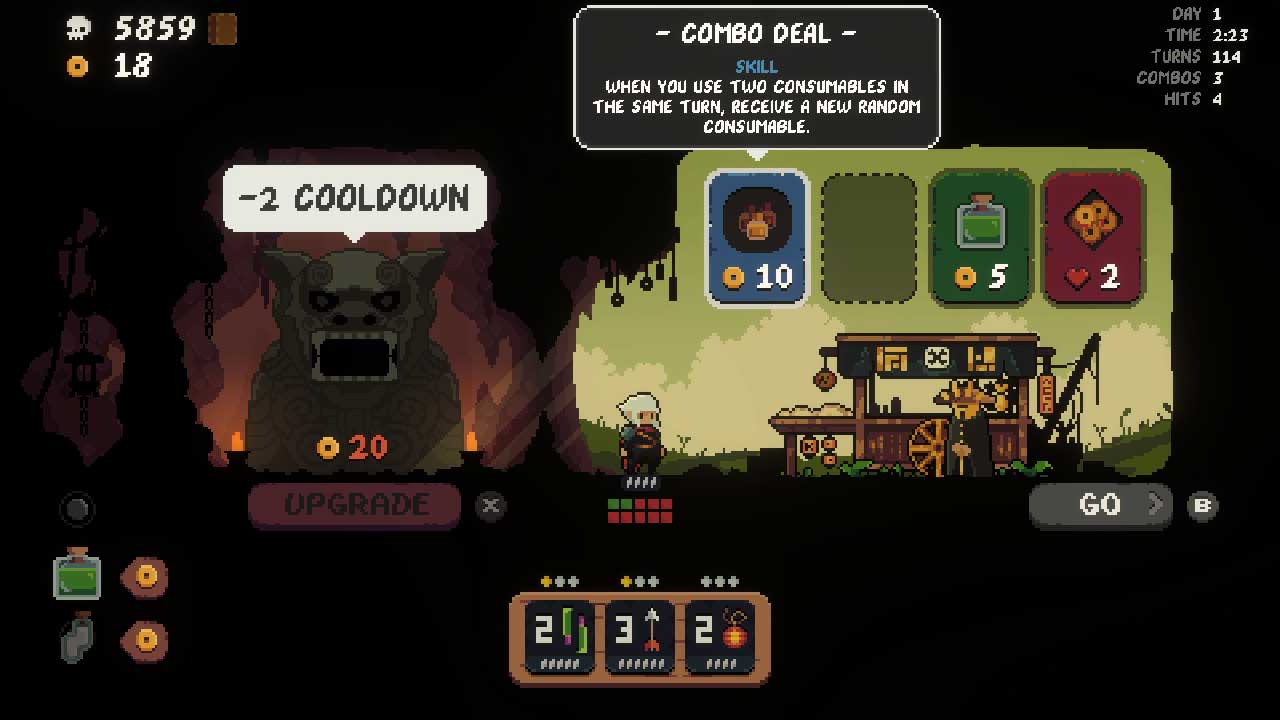 5859
18
- COMBO DEAL -
SKILL
WHEN YOU USE TWO CONSUMABLES IN
THE SAME TURN, RECEIVE A NEW RANDOM
CONSUMABLE.
DAY 1
TIME 2:23
TURNS 114
COMBOS 3
HITS 4
-2 COOLDOWN
10
5
2
20
UPGRADE
X
GO
B
2
3
2